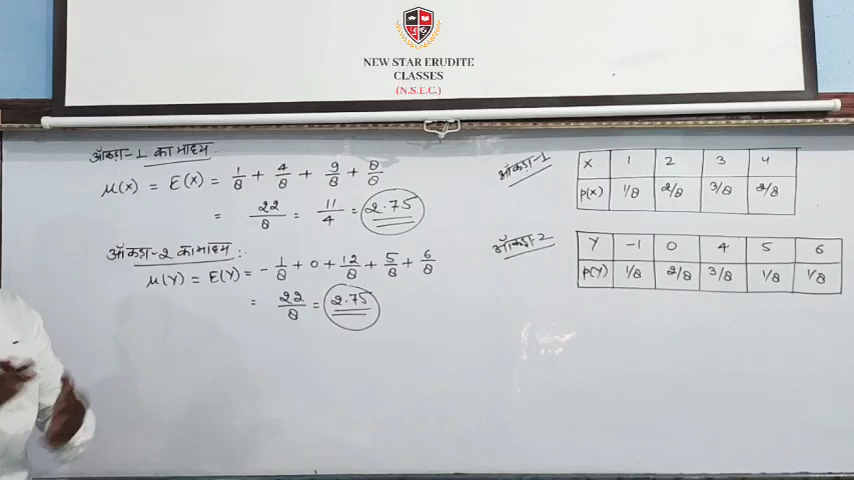 NEW STAR ERUDITE
CLASSES
(N.S.E.C.)
आँकड़ा-1 का माध्य
μ(X) = E(X) = 1/8 + 4/8 + 9/8 + 8/8
= 22/8 = 11/4 = 2.75
आँकड़ा-2 का माध्य :-
μ(Y) = E(Y) = -1/8 + 0 + 12/8 + 5/8 + 6/8
= 22/8 = 2.75
आँकड़ा-1
X 1 2 3 4
P(X) 1/8 2/8 3/8 2/8
आँकड़ा-2
Y -1 0 4 5 6
P(Y) 1/8 2/8 3/8 1/8 1/8